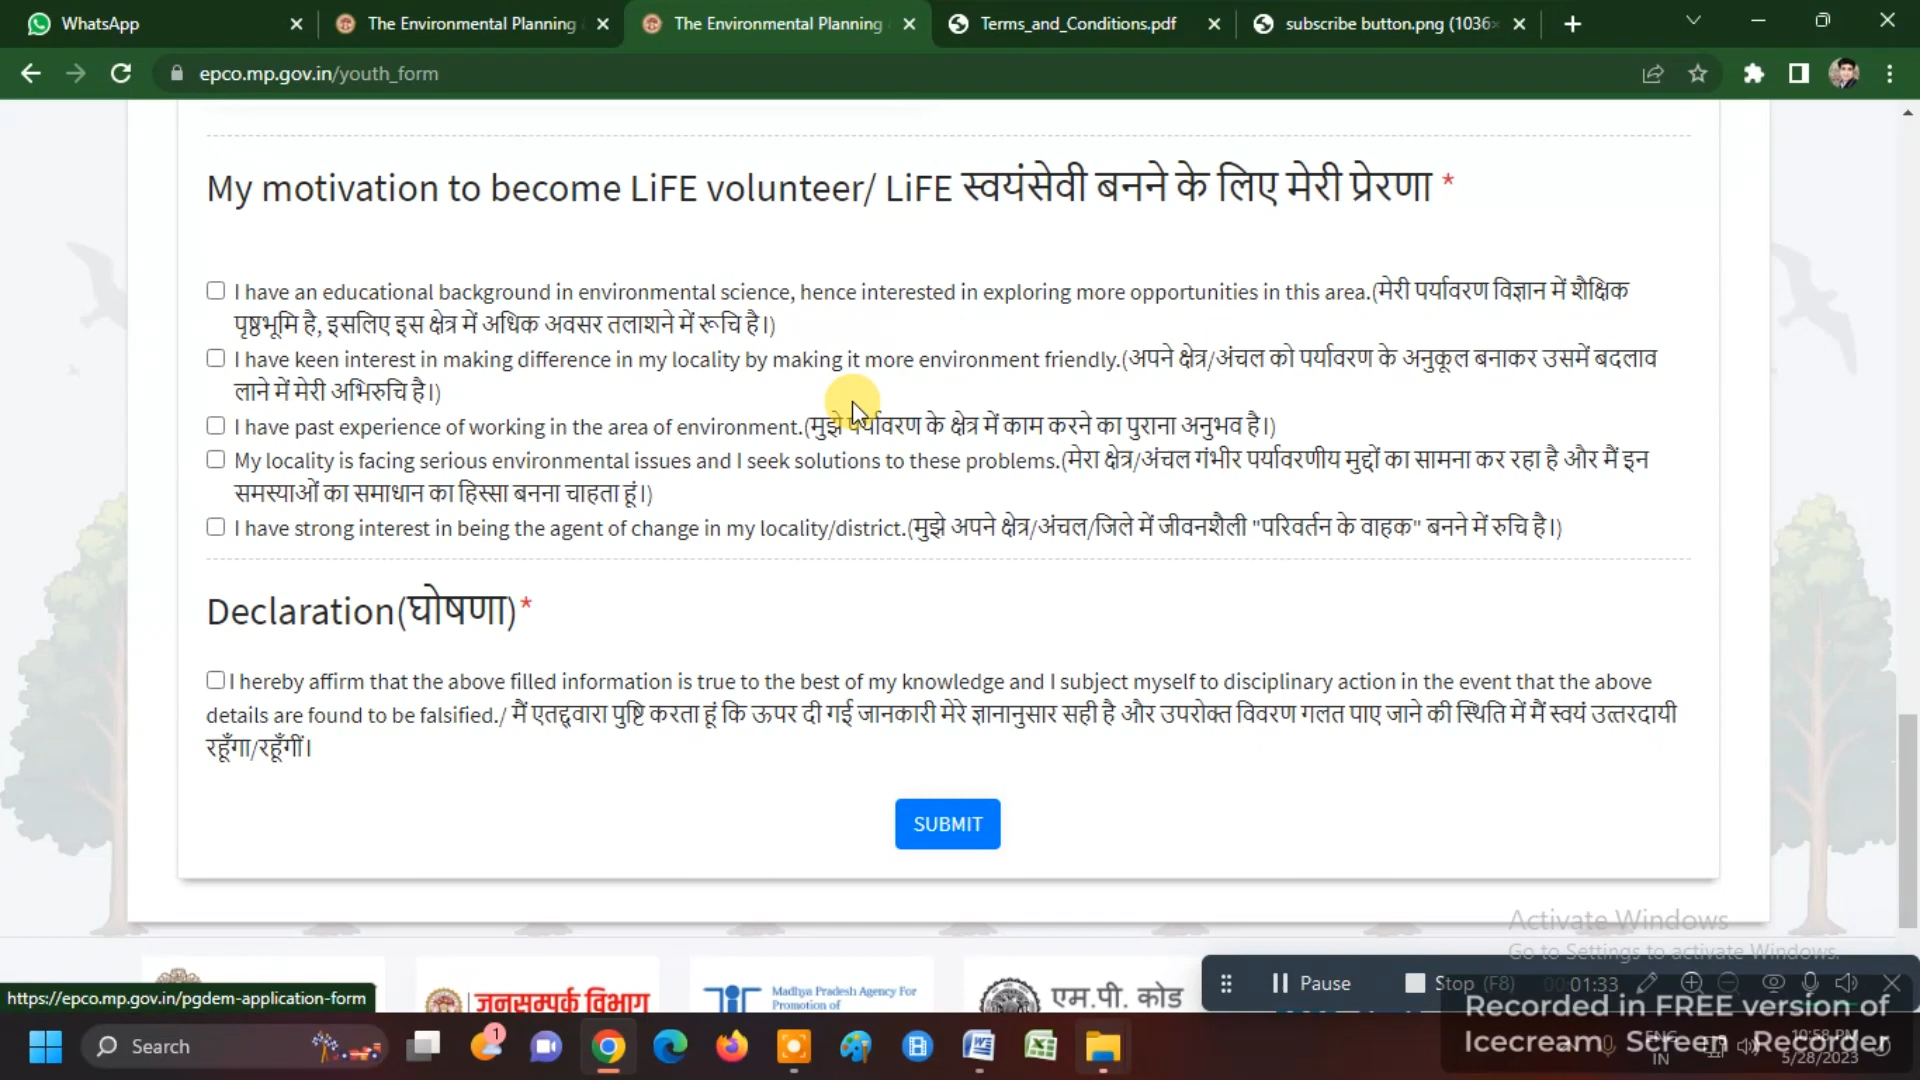 WhatsApp
The Environmental Planning
The Environmental Planning
Terms_and_Conditions.pdf
subscribe button.png (1036×
epco.mp.gov.in/youth_form
My motivation to become LiFE volunteer/ LiFE स्वयंसेवी बनने के लिए मेरी प्रेरणा *
I have an educational background in environmental science, hence interested in exploring more opportunities in this area.(मेरी पर्यावरण विज्ञान में शैक्षिक
पृष्ठभूमि है, इसलिए इस क्षेत्र में अधिक अवसर तलाशने में रूचि है।)
I have keen interest in making difference in my locality by making it more environment friendly.(अपने क्षेत्र/अंचल को पर्यावरण के अनुकूल बनाकर उसमें बदलाव
लाने में मेरी अभिरुचि है।)
I have past experience of working in the area of environment.(मुझे पर्यावरण के क्षेत्र में काम करने का पुराना अनुभव है।)
My locality is facing serious environmental issues and I seek solutions to these problems.(मेरा क्षेत्र/अंचल गंभीर पर्यावरणीय मुद्दों का सामना कर रहा है और मैं इन
समस्याओं का समाधान का हिस्सा बनना चाहता हूं।)
I have strong interest in being the agent of change in my locality/district.(मुझे अपने क्षेत्र/अंचल/जिले में जीवनशैली "परिवर्तन के वाहक" बनने में रुचि है।)
Declaration(घोषणा)*
I hereby affirm that the above filled information is true to the best of my knowledge and I subject myself to disciplinary action in the event that the above
details are found to be falsified./ मैं एतद्द्वारा पुष्टि करता हूं कि ऊपर दी गई जानकारी मेरे ज्ञानानुसार सही है और उपरोक्त विवरण गलत पाए जाने की स्थिति में मैं स्वयं उत्तरदायी
रहूँगा/रहूँगीं।
SUBMIT
Activate Windows
Go to Settings to activate Windows.
https://epco.mp.gov.in/pgdem-application-form
जनसम्पर्क विभाग
Madhya Pradesh Agency For
Promotion of
एम.पी. कोड
Pause
Stop (F8)
00:01:33
Recorded in FREE version of
Icecream Screen Recorder
Search
1
ENG
IN
10:58 PM
5/28/2023